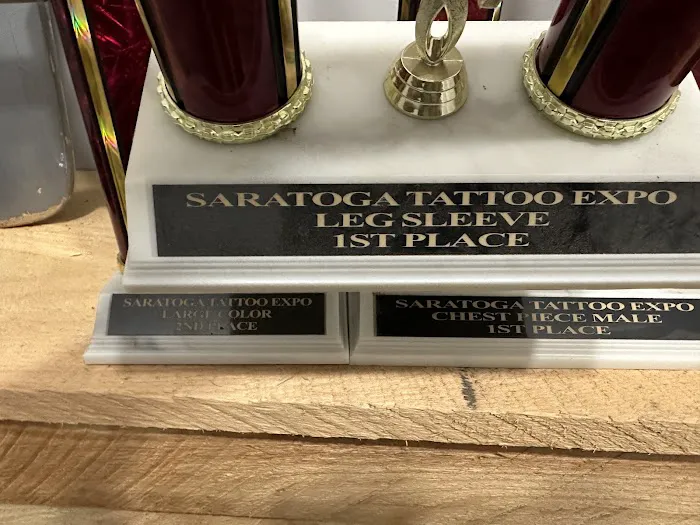 SARATOGA TATTOO EXPO
LEG SLEEVE
1ST PLACE
SARATOGA TATTOO EXPO
LARGE COLOR
2ND PLACE
SARATOGA TATTOO EXPO
CHEST PIECE MALE
1ST PLACE